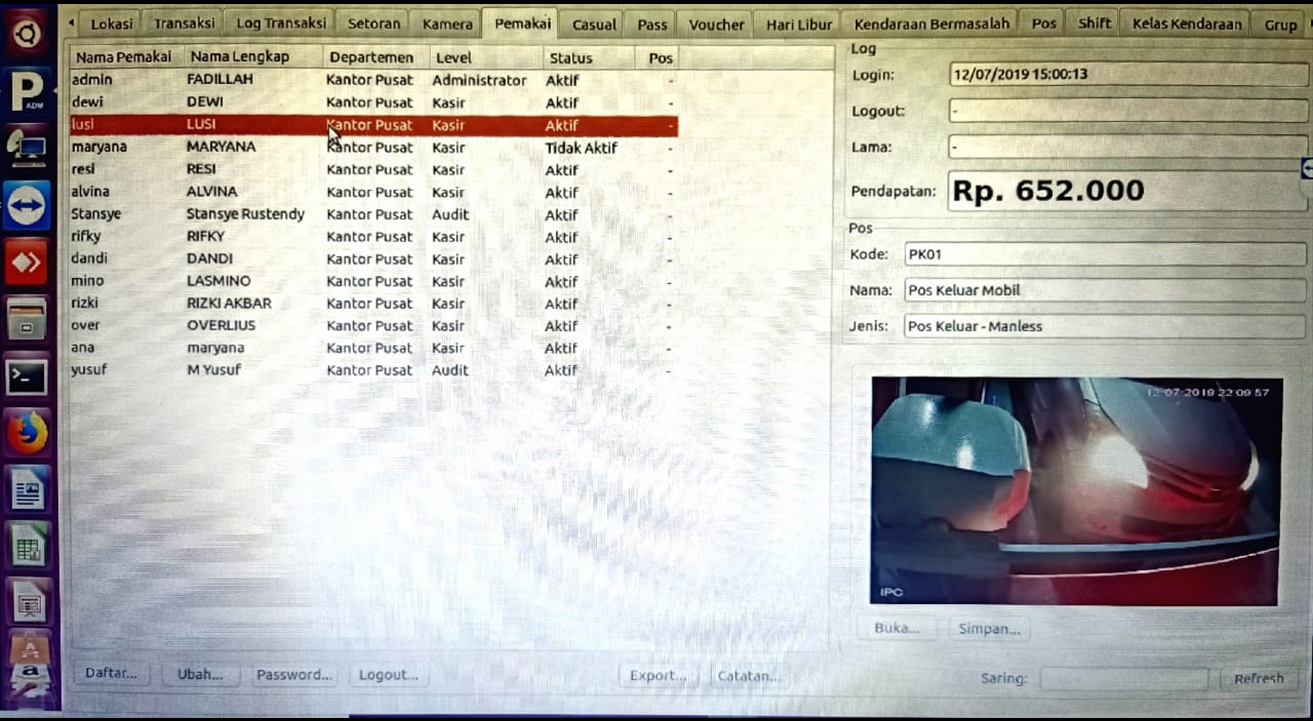 Lokasi Transaksi Log Transaksi Setoran Kamera Pemakai Casual Pass Voucher Hari Libur Kendaraan Bermasalah Pos Shift Kelas Kendaraan Grup
Nama Pemakai Nama Lengkap Departemen Level Status Pos
admin FADILLAH Kantor Pusat Administrator Aktif -
dewi DEWI Kantor Pusat Kasir Aktif -
lusi LUSI Kantor Pusat Kasir Aktif -
maryana MARYANA Kantor Pusat Kasir Tidak Aktif -
resi RESI Kantor Pusat Kasir Aktif -
alvina ALVINA Kantor Pusat Kasir Aktif -
Stansye Stansye Rustendy Kantor Pusat Audit Aktif -
rifky RIFKY Kantor Pusat Kasir Aktif -
dandi DANDI Kantor Pusat Kasir Aktif -
mino LASMINO Kantor Pusat Kasir Aktif -
rizki RIZKI AKBAR Kantor Pusat Kasir Aktif -
over OVERLIUS Kantor Pusat Kasir Aktif -
ana maryana Kantor Pusat Kasir Aktif -
yusuf M Yusuf Kantor Pusat Audit Aktif -
Daftar... Ubah... Password... Logout... Export... Catatan...
Log
Login: 12/07/2019 15:00:13
Logout: -
Lama: -
Pendapatan: Rp. 652.000
Pos
Kode: PK01
Nama: Pos Keluar Mobil
Jenis: Pos Keluar - Manless
12-07-2019 22:09:57
IPC
Buka... Simpan...
Saring: Refresh
P
ADM
>_
A
a